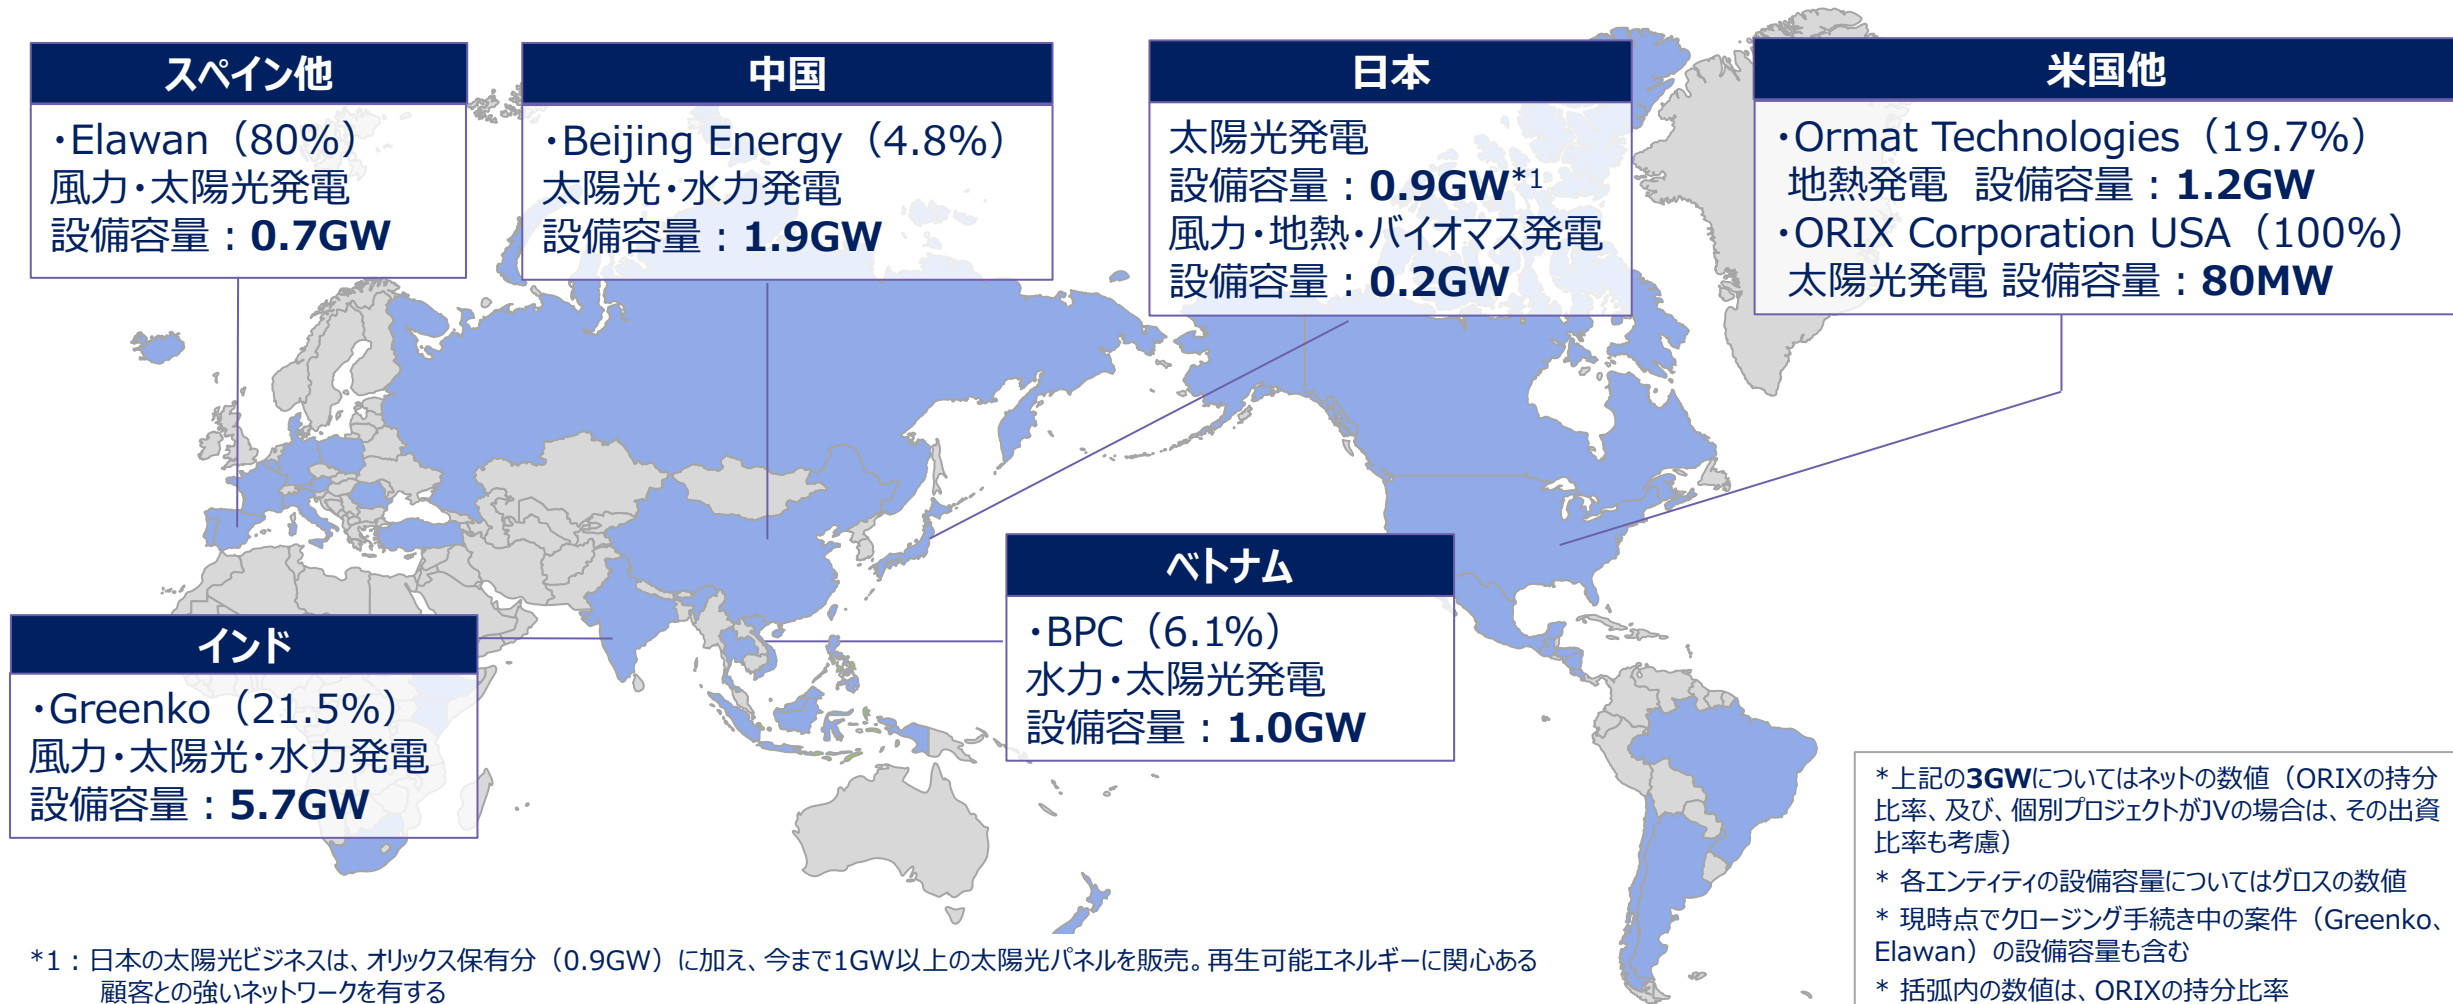 スペイン他
・Elawan（80%）
風力・太陽光発電
設備容量：0.7GW
中国
・Beijing Energy（4.8%）
太陽光・水力発電
設備容量：1.9GW
日本
太陽光発電
設備容量：0.9GW*1
風力・地熱・バイオマス発電
設備容量：0.2GW
米国他
・Ormat Technologies（19.7%）
地熱発電 設備容量：1.2GW
・ORIX Corporation USA（100%）
太陽光発電 設備容量：80MW
インド
・Greenko（21.5%）
風力・太陽光・水力発電
設備容量：5.7GW
ベトナム
・BPC（6.1%）
水力・太陽光発電
設備容量：1.0GW
*上記の3GWについてはネットの数値（ORIXの持分
比率、及び、個別プロジェクトがJVの場合は、その出資
比率も考慮）
* 各エンティティの設備容量についてはグロスの数値
* 現時点でクロージング手続き中の案件（Greenko、
Elawan）の設備容量も含む
* 括弧内の数値は、ORIXの持分比率
*1：日本の太陽光ビジネスは、オリックス保有分（0.9GW）に加え、今まで1GW以上の太陽光パネルを販売。再生可能エネルギーに関心ある
顧客との強いネットワークを有する